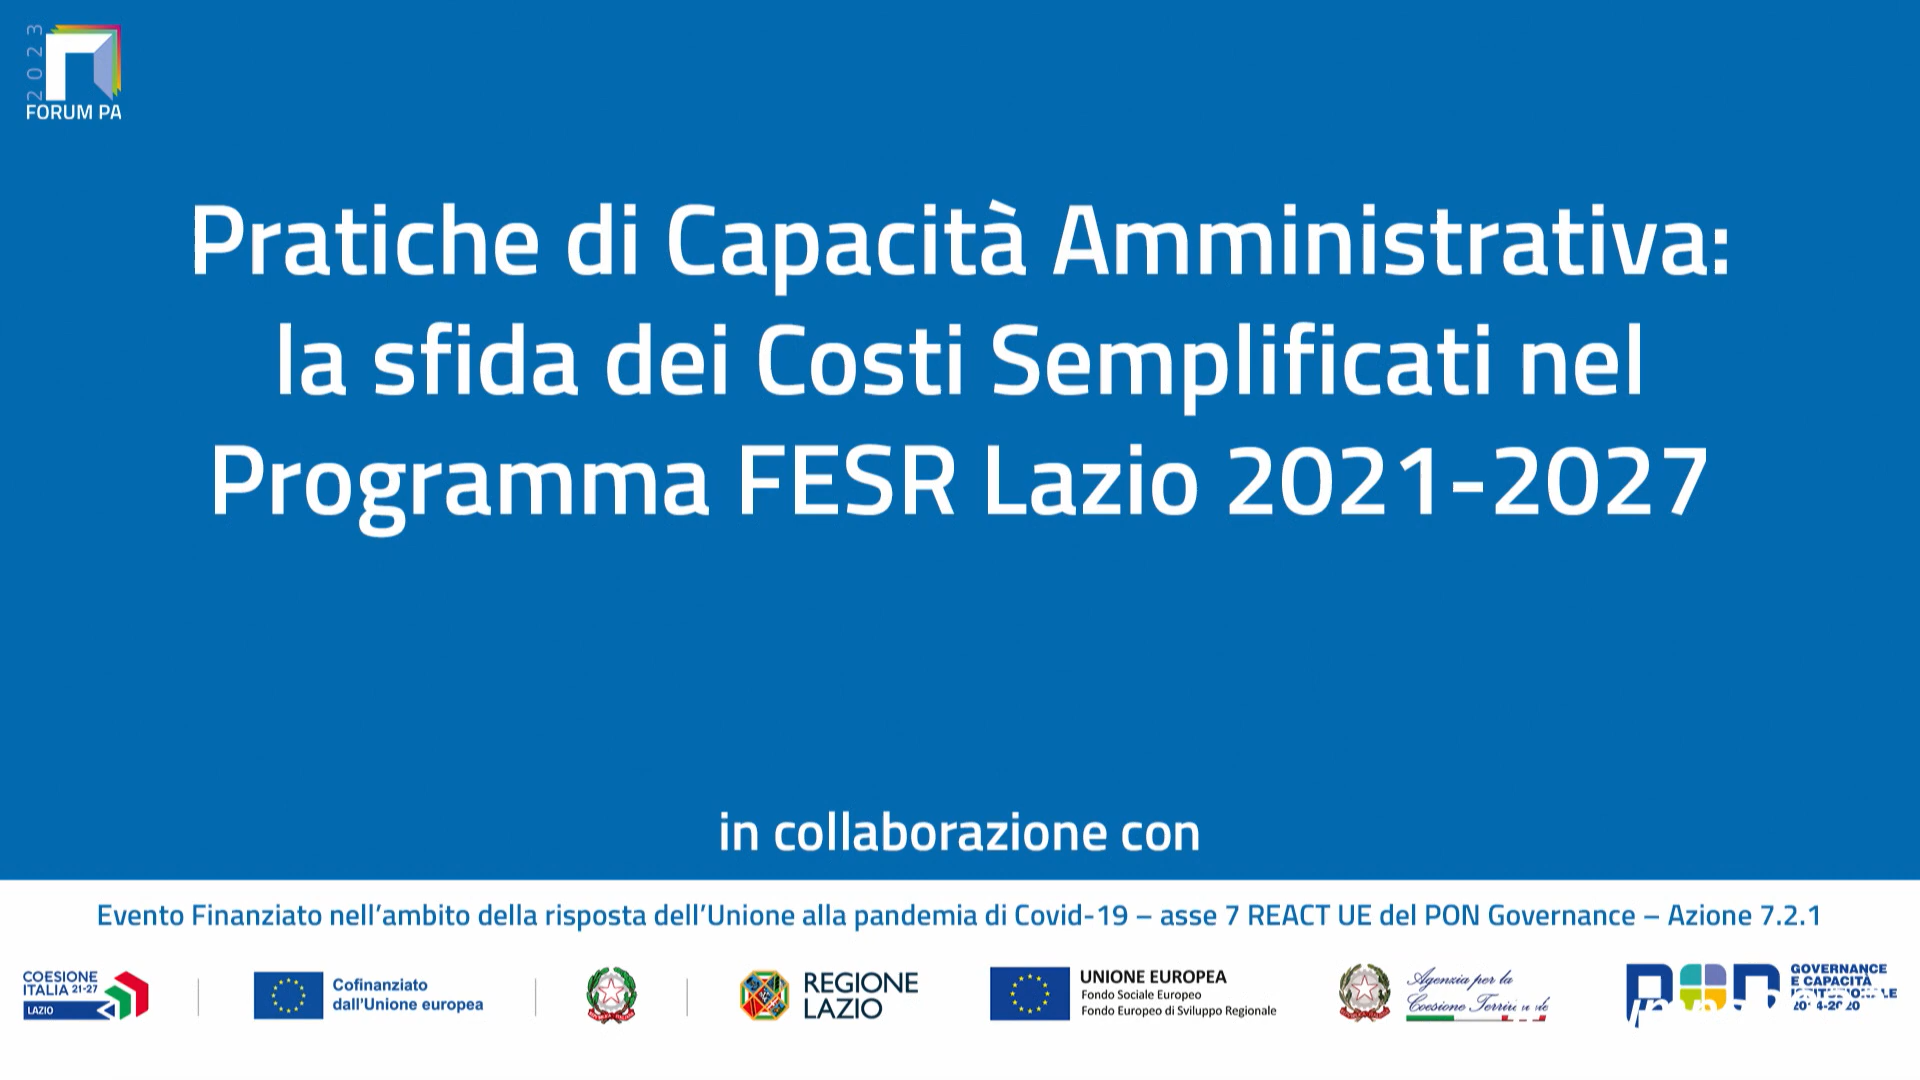 2023
FORUM PA
Pratiche di Capacità Amministrativa:
la sfida dei Costi Semplificati nel
Programma FESR Lazio 2021-2027
in collaborazione con
Evento Finanziato nell’ambito della risposta dell’Unione alla pandemia di Covid-19 – asse 7 REACT UE del PON Governance – Azione 7.2.1
COESIONE
ITALIA 21-27
LAZIO
Cofinanziato
dall'Unione europea
REGIONE
LAZIO
UNIONE EUROPEA
Fondo Sociale Europeo
Fondo Europeo di Sviluppo Regionale
Agenzia per la
Coesione
PON
GOVERNANCE
E CAPACITÀ